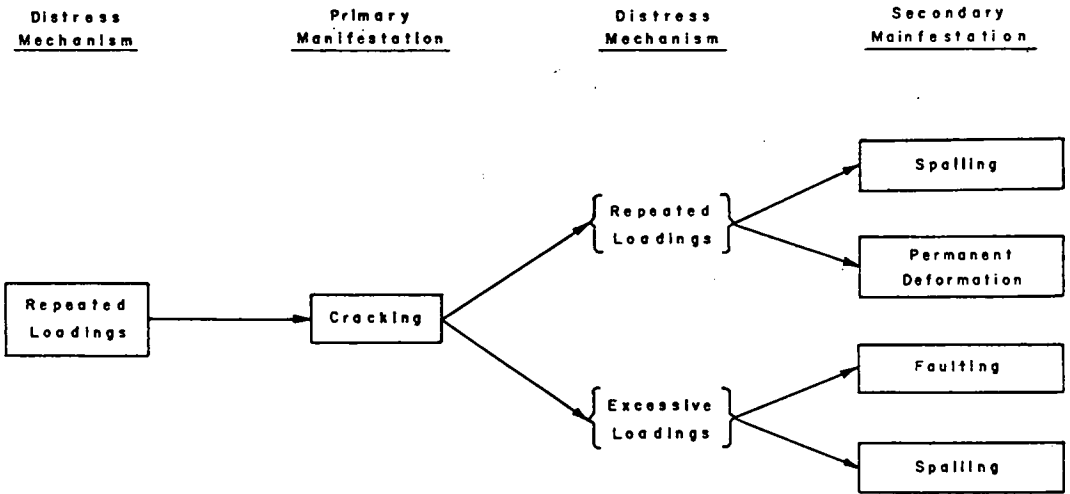 Distress
Mechanism
Primary
Manifestation
Distress
Mechanism
Secondary
Mainfestation
Repeated
Loadings
Cracking
Repeated
Loadings
Excessive
Loadings
Spalling
Permanent
Deformation
Faulting
Spalling